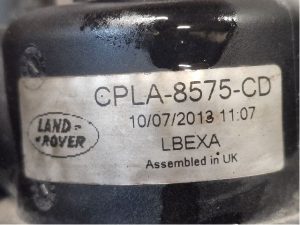 CPLA-8575-CD
10/07/2013 11:07
LAND-
-ROVER
LBEXA
Assembled in UK